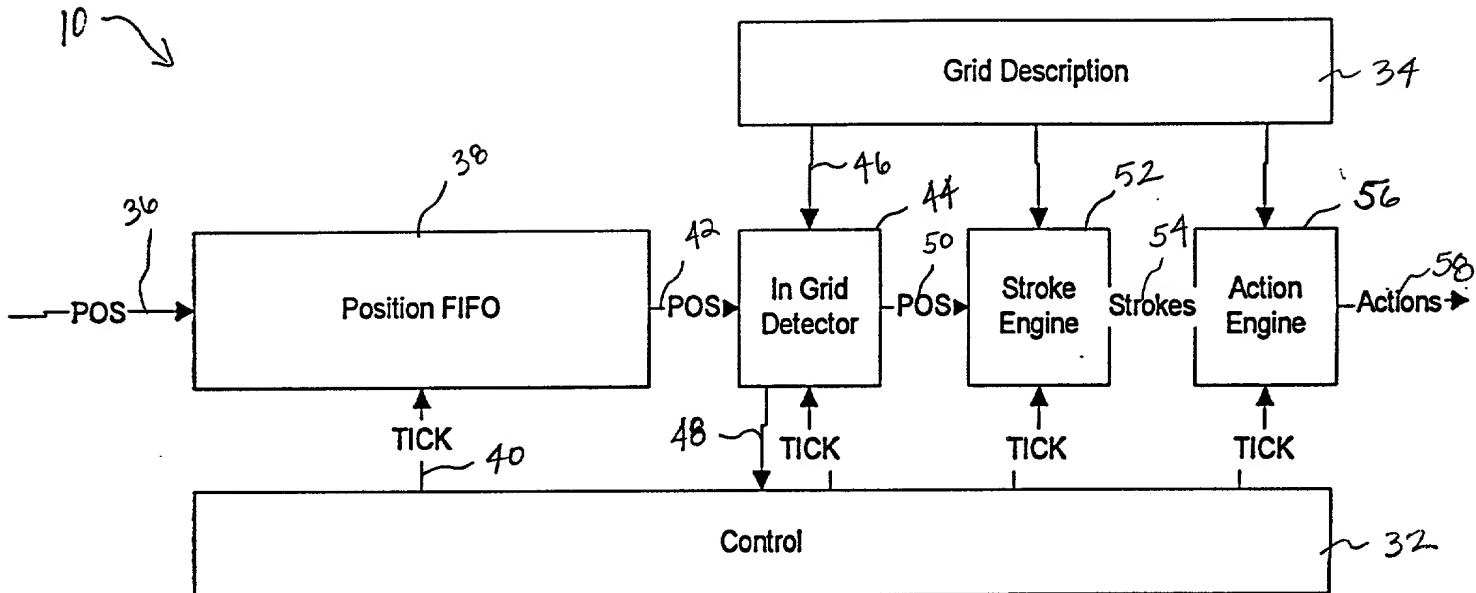 10
Grid Description
34
38
46
52
44
56
36
42
50
54
58
POS
Position FIFO
POS
In Grid
Detector
POS
Stroke
Engine
Strokes
Action
Engine
Actions
TICK
40
48
TICK
TICK
TICK
Control
32